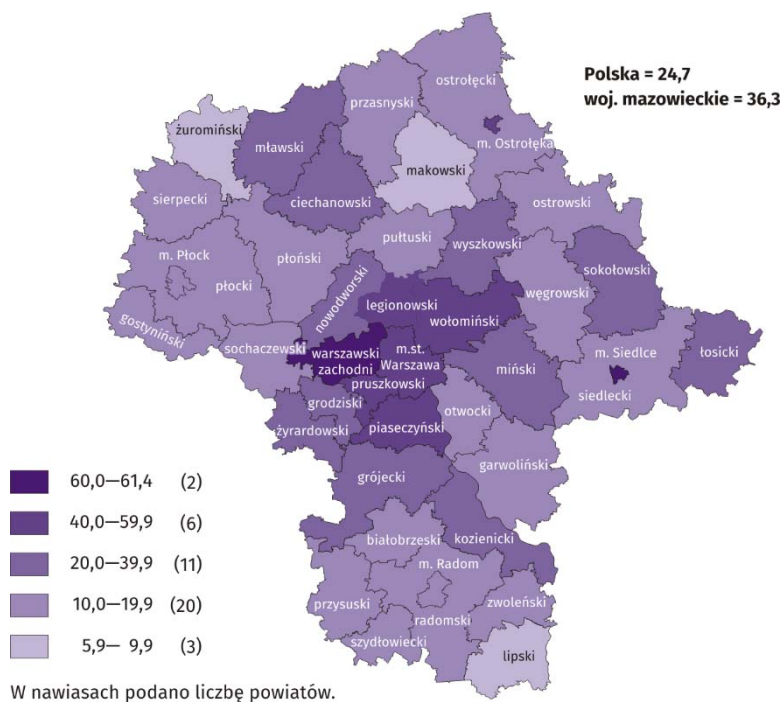 Polska = 24,7
woj. mazowieckie = 36,3
ostrołęcki
przasnyski
żuromiński
mławski
m. Ostrołęka
makowski
ciechanowski
sierpecki
ostrowski
pułtuski
wyszkowski
m. Płock
płoński
sokołowski
płocki
nowodworski
węgrowski
legionowski
wołomiński
gostyniński
sochaczewski
warszawski
zachodni
m.st.
Warszawa
m. Siedlce
łosicki
miński
pruszkowski
siedlecki
grodziski
otwocki
żyrardowski
piaseczyński
garwoliński
grójecki
białobrzeski
kozienicki
m. Radom
przysuski
zwoleński
radomski
szydłowiecki
lipski
60,0—61,4 (2)
40,0—59,9 (6)
20,0—39,9 (11)
10,0—19,9 (20)
5,9— 9,9 (3)
W nawiasach podano liczbę powiatów.